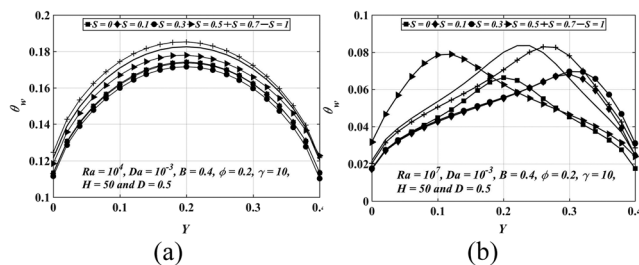 S = 0 S = 0.1 S = 0.3 S = 0.5 + S = 0.7 — S = 1
0.2
0.18
0.16
0.14
0.12
0.1
θw
Ra = 10⁴, Da = 10⁻³, B = 0.4, ϕ = 0.2, γ = 10,
H = 50 and D = 0.5
0 0.1 0.2 0.3 0.4
Y
(a)
S = 0 S = 0.1 S = 0.3 S = 0.5 + S = 0.7 — S = 1
0.1
0.08
0.06
0.04
0.02
0
θw
Ra = 10⁷, Da = 10⁻³, B = 0.4, ϕ = 0.2, γ = 10,
H = 50 and D = 0.5
0 0.1 0.2 0.3 0.4
Y
(b)